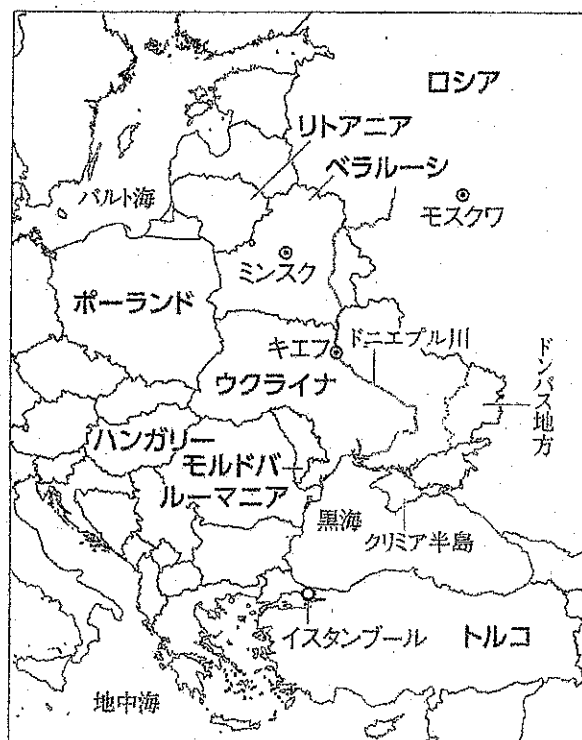 ロシア
リトアニア
ベラルーシ
バルト海
モスクワ
ミンスク
ポーランド
キエフ
ドニエプル川
ドンバス地方
ウクライナ
ハンガリー
モルドバ
ルーマニア
黒海
クリミア半島
イスタンブール
トルコ
地中海